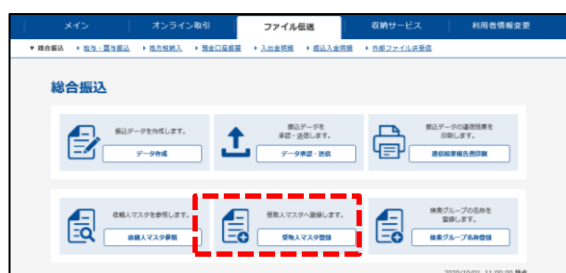 メイン オンライン取引 ファイル伝送 収納サービス 利用者情報変更
▼ 総合振込 ▸ 給与・賞与振込 ▸ 地方税納入 ▸ 預金口座振替 ▸ 入出金明細 ▸ 振込入金明細 ▸ 外部ファイル送受信
総合振込
振込データを作成します。
データ作成
振込データを
承認・送信します。
データ承認・送信
振込データの通信結果を
印刷します。
通信結果報告書印刷
依頼人マスタを参照します。
依頼人マスタ参照
受取人マスタへ登録します。
受取人マスタ登録
検索グループの名称を
登録します。
検索グループ名称登録
2020/10/01 11:00:00 時点